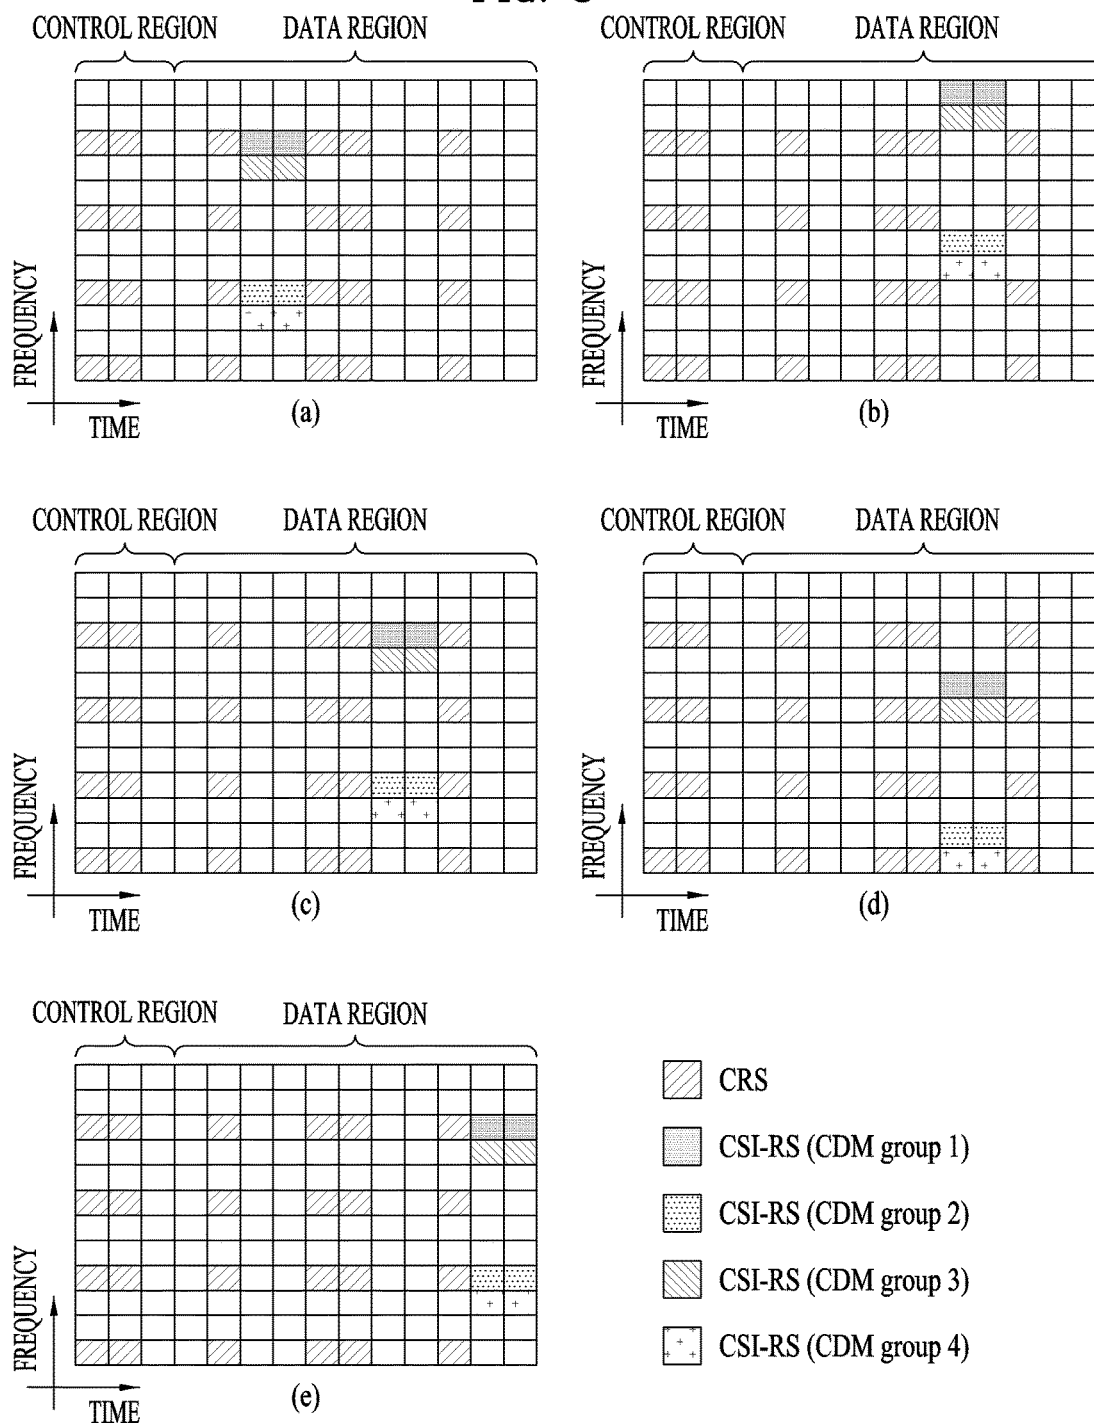 CONTROL REGION DATA REGION
FREQUENCY
TIME
(a)
CONTROL REGION DATA REGION
FREQUENCY
TIME
(b)
CONTROL REGION DATA REGION
FREQUENCY
TIME
(c)
CONTROL REGION DATA REGION
FREQUENCY
TIME
(d)
CONTROL REGION DATA REGION
FREQUENCY
TIME
(e)
CRS
CSI-RS (CDM group 1)
CSI-RS (CDM group 2)
CSI-RS (CDM group 3)
CSI-RS (CDM group 4)